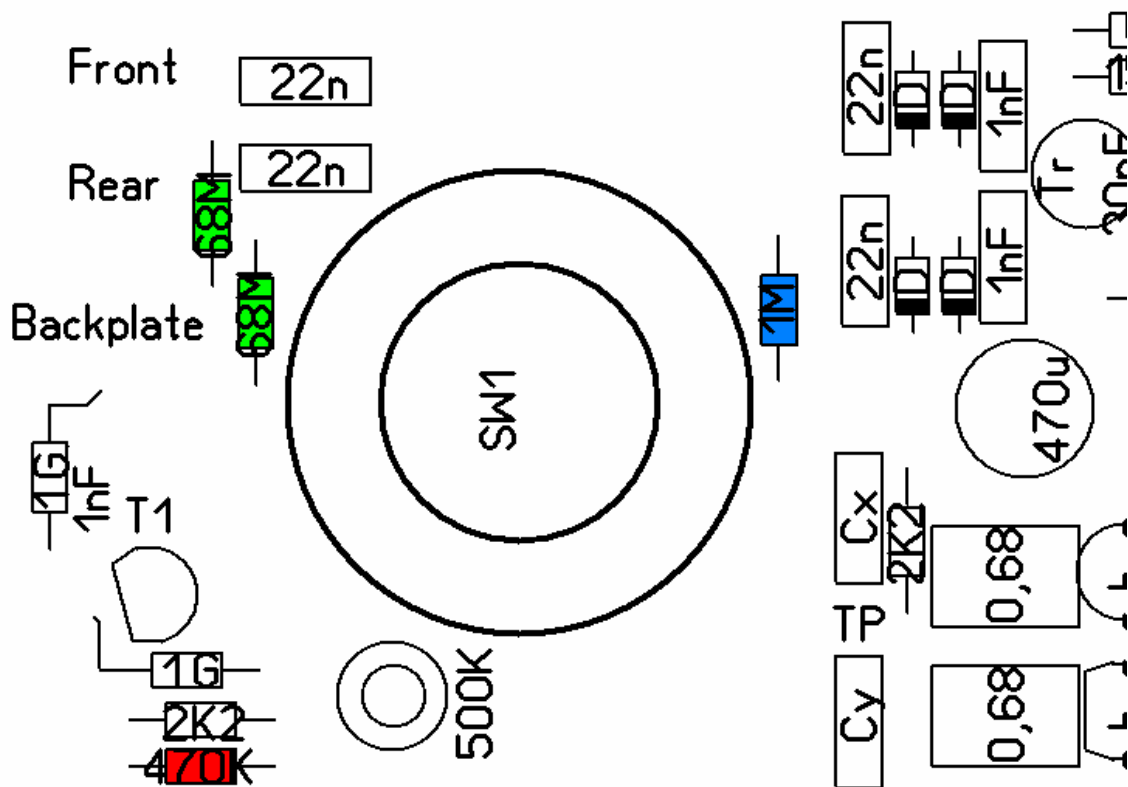 Front
22n
Rear
22n
68M
68M
Backplate
1G
1nF
T1
1G
2K2
470K
SW1
500K
1M
22n
D
D
1nF
Tr
22n
D
D
1nF
470u
Cx
2K2
0,68
TP
Cy
0,68